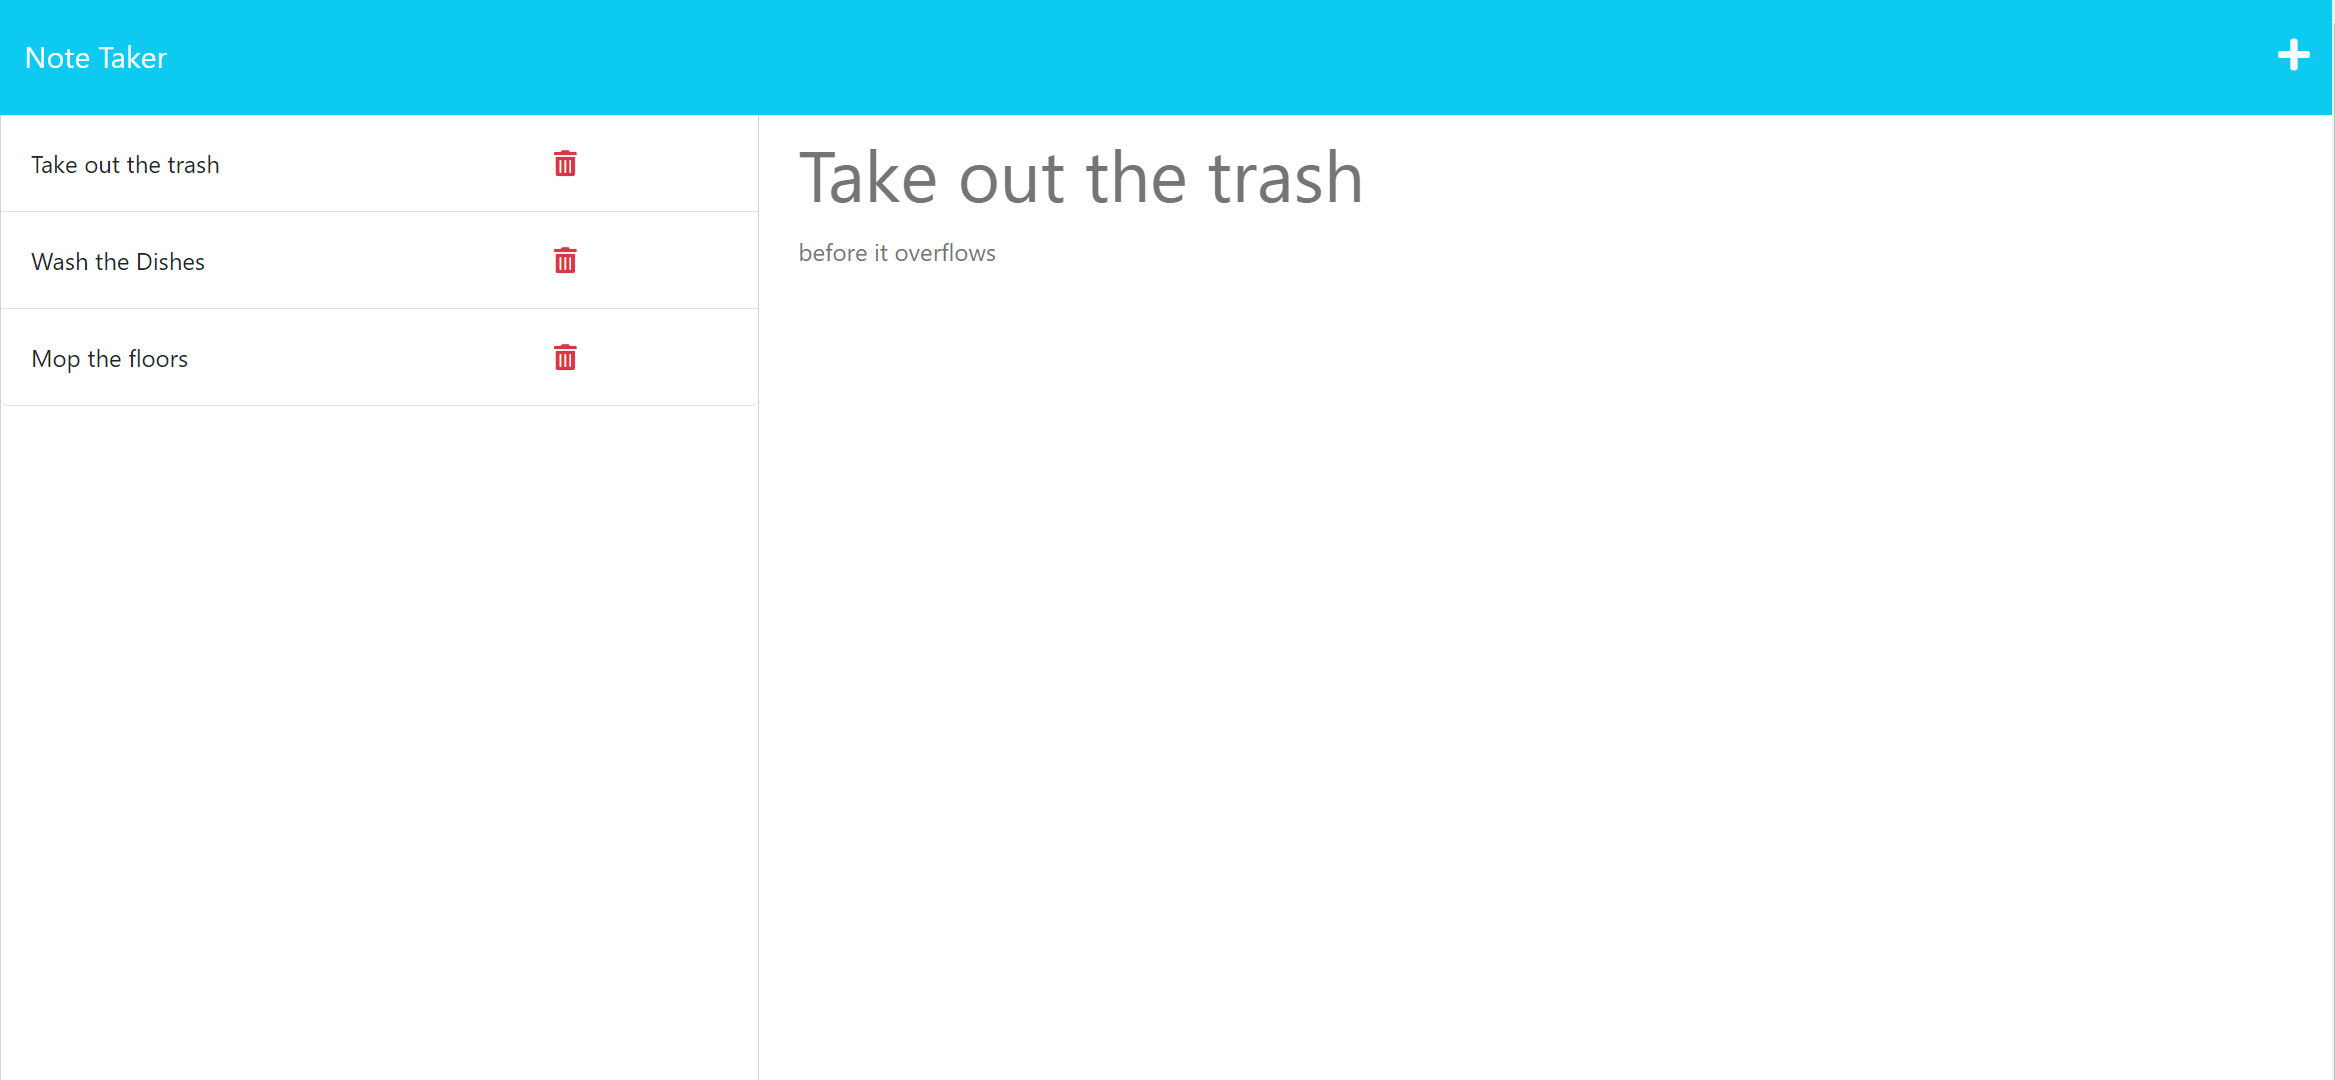 Note Taker
Take out the trash
Wash the Dishes
Mop the floors
Take out the trash
before it overflows